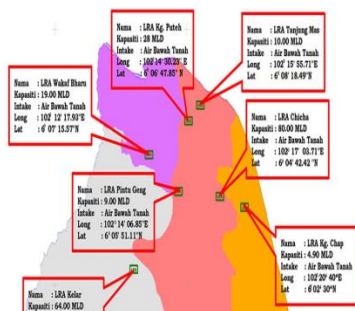 Nama : LRA Kg. Puteh
Kapasiti : 28 MLD
Intake : Air Bawah Tanah
Long : 102° 14' 30.23" E
Lat : 6° 06' 47.85" N
Nama : LRA Tanjung Mas
Kapasiti : 10.00 MLD
Intake : Air Bawah Tanah
Long : 102° 15' 55.71"E
Lat : 6° 08' 18.49"N
Nama : LRA Wakaf Bharu
Kapasiti : 19.00 MLD
Intake : Air Bawah Tanah
Long : 102° 12' 17.93"E
Lat : 6° 07' 15.57"N
Nama : LRA Chicha
Kapasiti : 80.00 MLD
Intake : Air Bawah Tanah
Long : 102° 17' 03.71"E
Lat : 6° 04' 42.42 "N
Nama : LRA Pintu Geng
Kapasiti : 9.00 MLD
Intake : Air Bawah Tanah
Long : 102° 14' 06.85"E
Lat : 6° 05' 51.11"N
Nama : LRA Kg. Chap
Kapasiti : 4.90 MLD
Intake : Air Bawah Tanah
Long : 102° 20' 40"E
Lat : 6 02' 30"N
Nama : LRA Kelar
Kapasiti : 64.00 MLD